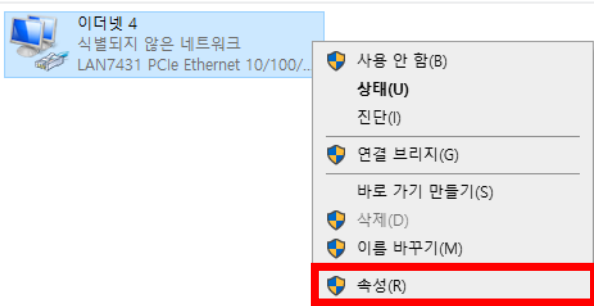 이더넷 4
식별되지 않은 네트워크
LAN7431 PCIe Ethernet 10/100/...
사용 안 함(B)
상태(U)
진단(I)
연결 브리지(G)
바로 가기 만들기(S)
삭제(D)
이름 바꾸기(M)
속성(R)